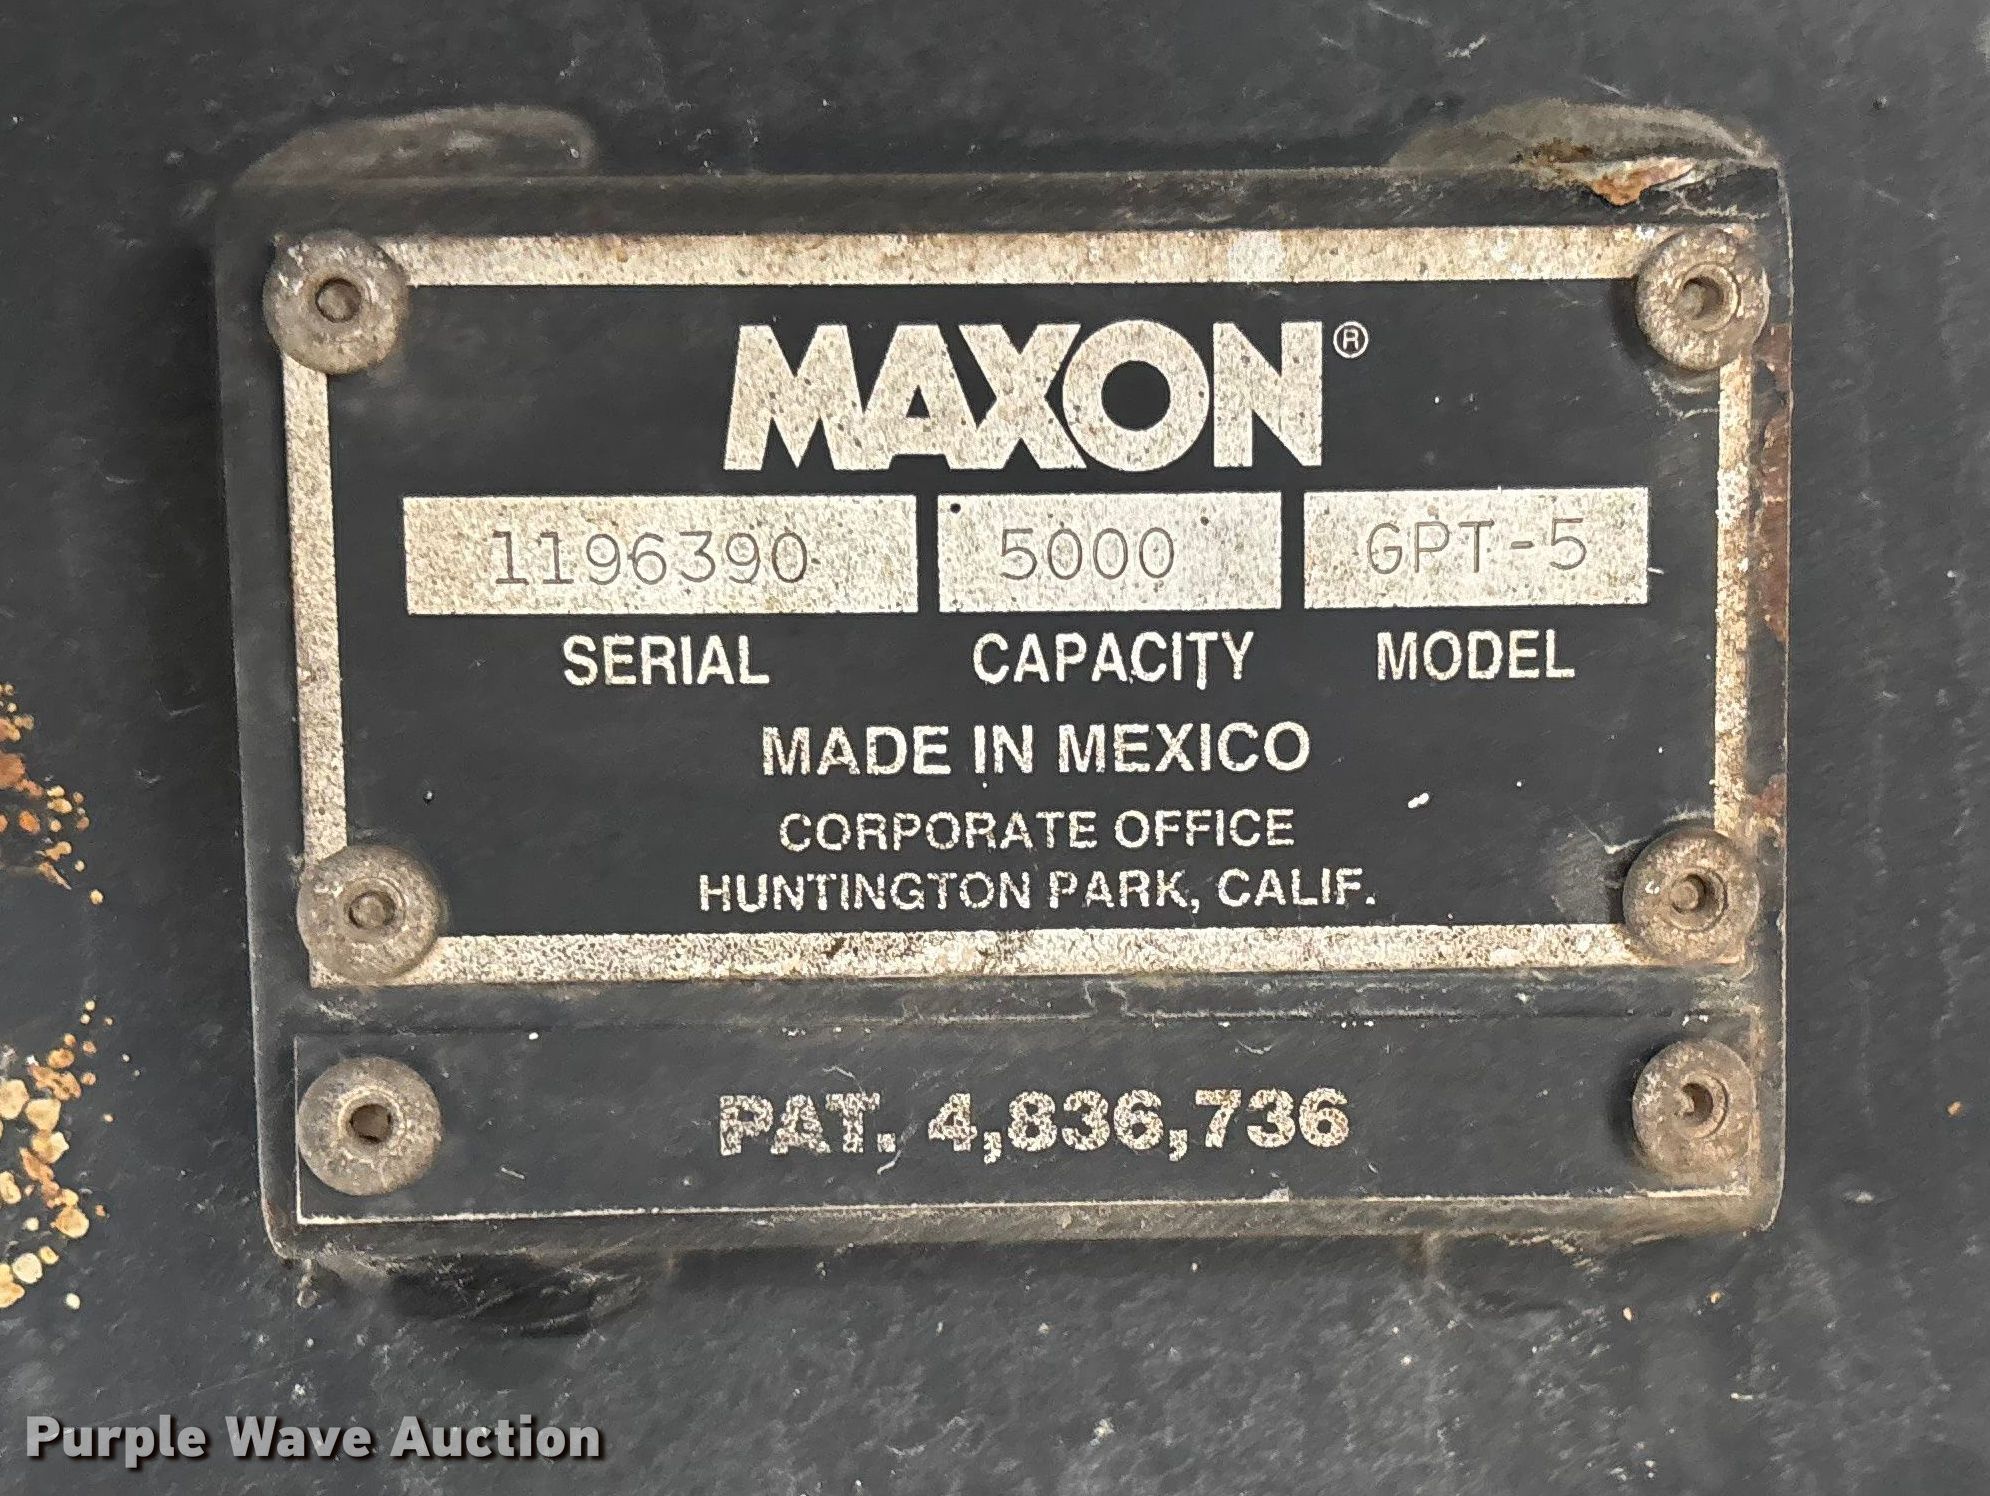 MAXON®
1196390 5000 GPT-5
SERIAL CAPACITY MODEL
MADE IN MEXICO
CORPORATE OFFICE
HUNTINGTON PARK, CALIF.
PAT. 4,836,736
Purple Wave Auction